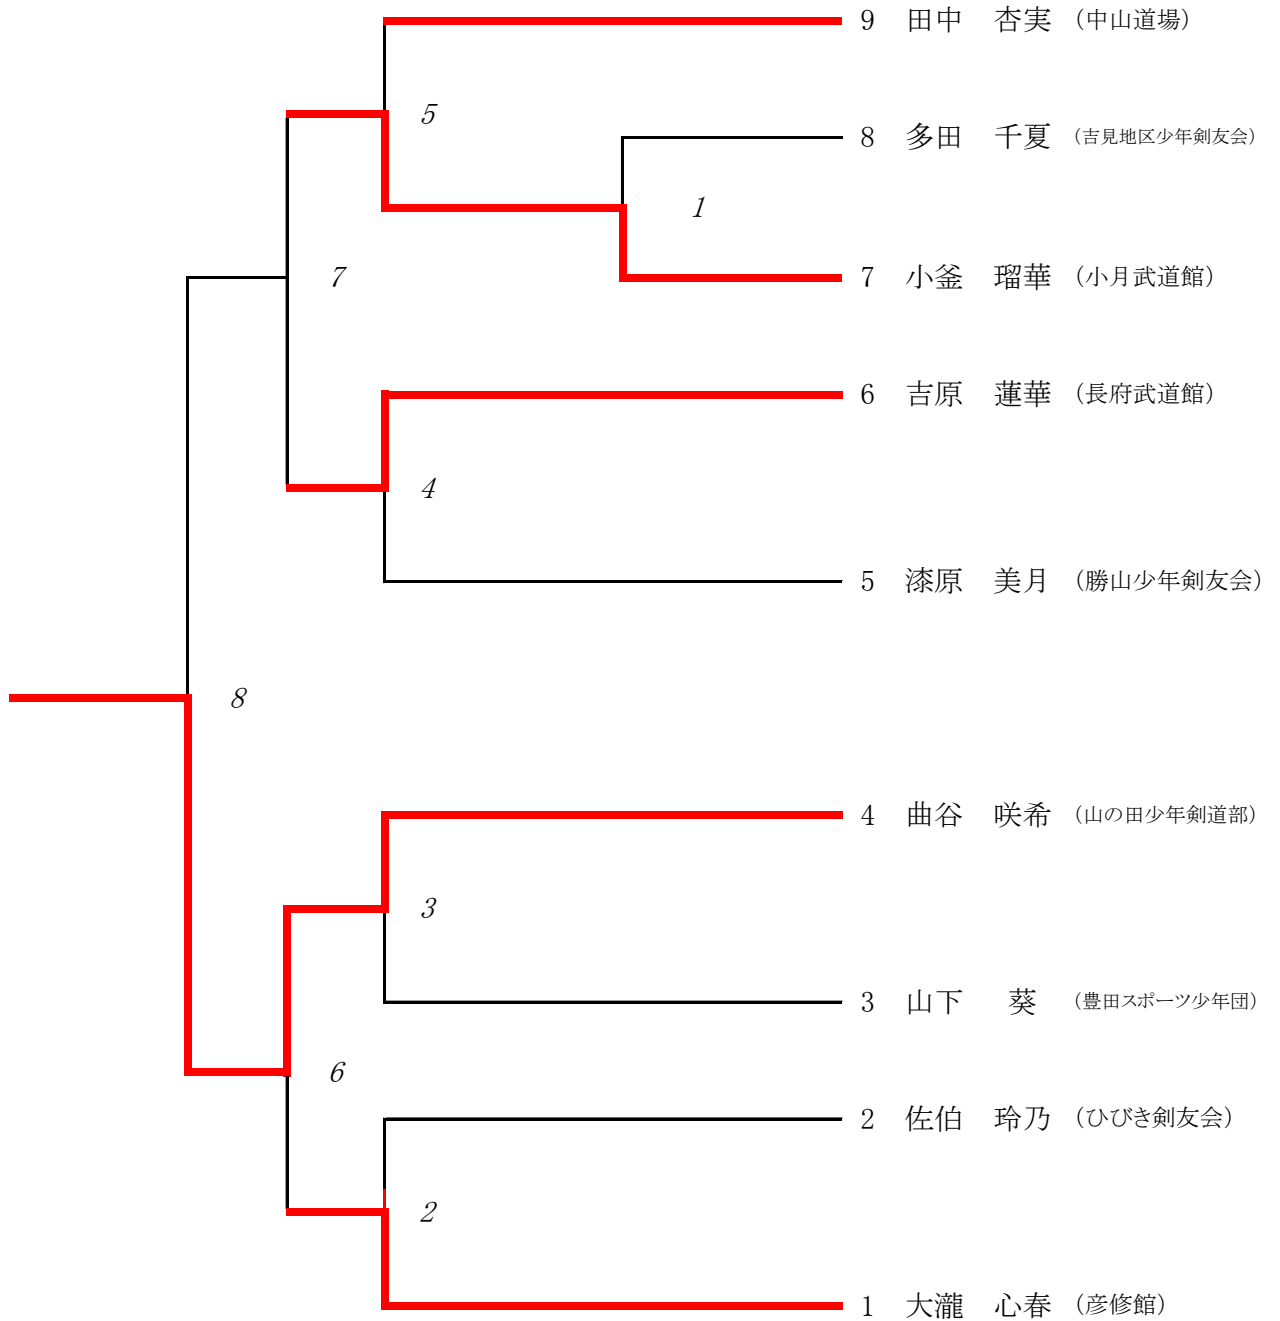 9 田中 杏実 (中山道場)
5
8 多田 千夏 (吉見地区少年剣友会)
1
7 小釜 瑠華 (小月武道館)
7
6 吉原 蓮華 (長府武道館)
4
5 漆原 美月 (勝山少年剣友会)
8
4 曲谷 咲希 (山の田少年剣道部)
3
3 山下 葵 (豊田スポーツ少年団)
6
2 佐伯 玲乃 (ひびき剣友会)
2
1 大瀧 心春 (彦修館)